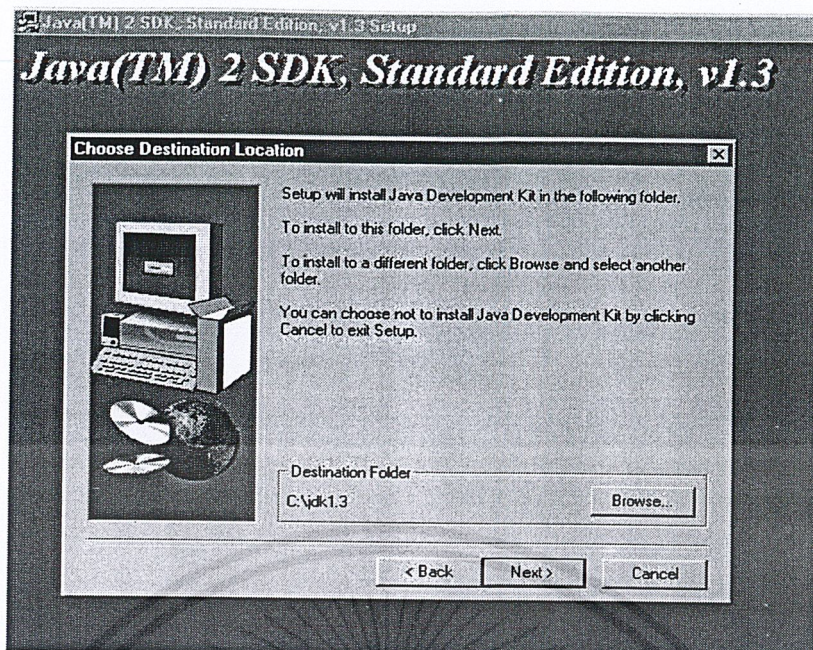 Java(TM) 2 SDK, Standard Edition, v1.3 Setup
Java(TM) 2 SDK, Standard Edition, v1.3
Choose Destination Location
Setup will install Java Development Kit in the following folder.
To install to this folder, click Next.
To install to a different folder, click Browse and select another
folder.
You can choose not to install Java Development Kit by clicking
Cancel to exit Setup.
Destination Folder
C:\jdk1.3
Browse...
< Back
Next >
Cancel